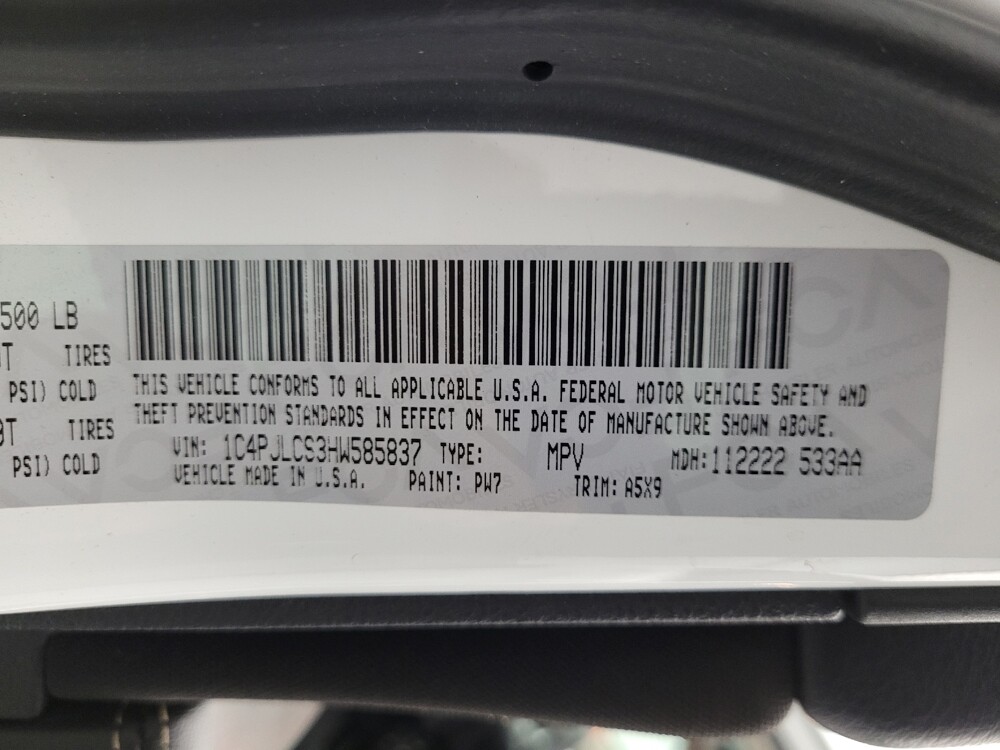 500 LB
TIRES
PSI) COLD
TIRES
PSI) COLD
THIS VEHICLE CONFORMS TO ALL APPLICABLE U.S.A. FEDERAL MOTOR VEHICLE SAFETY AND
THEFT PREVENTION STANDARDS IN EFFECT ON THE DATE OF MANUFACTURE SHOWN ABOVE.
VIN: 1C4PJLCS3HW585837 TYPE: MPV MDH:112222 533AA
VEHICLE MADE IN U.S.A. PAINT: PW7 TRIM: A5X9